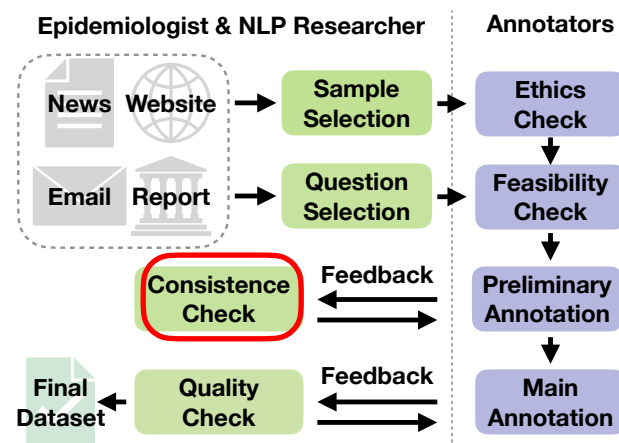 Epidemiologist & NLP Researcher
Annotators
News
Website
Sample
Selection
Ethics
Check
Email
Report
Question
Selection
Feasibility
Check
Consistence
Check
Feedback
Preliminary
Annotation
Final
Dataset
Quality
Check
Feedback
Main
Annotation